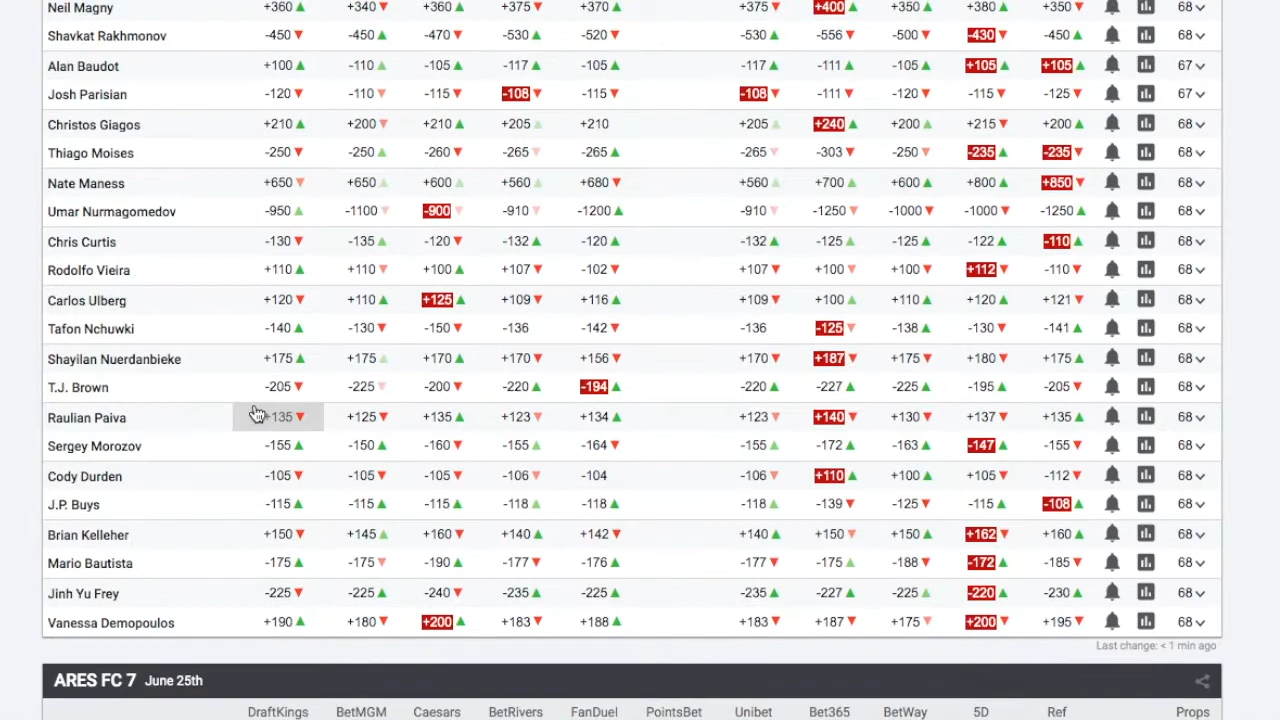 Neil Magny +360 +340 +360 +375 +370 +375 +400 +350 +380 +350 68
Shavkat Rakhmonov -450 -450 -470 -530 -520 -530 -556 -500 -430 -450 68
Alan Baudot +100 -110 -105 -117 -105 -117 -111 -105 +105 +105 67
Josh Parisian -120 -110 -115 -108 -115 -108 -111 -120 -115 -125 67
Christos Giagos +210 +200 +210 +205 +210 +205 +240 +200 +215 +200 68
Thiago Moises -250 -250 -260 -265 -265 -265 -303 -250 -235 -235 68
Nate Maness +650 +650 +600 +560 +680 +560 +700 +600 +800 +850 68
Umar Nurmagomedov -950 -1100 -900 -910 -1200 -910 -1250 -1000 -1000 -1250 68
Chris Curtis -130 -135 -120 -132 -120 -132 -125 -125 -122 -110 68
Rodolfo Vieira +110 +110 +100 +107 -102 +107 +100 +100 +112 -110 68
Carlos Ulberg +120 +110 +125 +109 +116 +109 +100 +110 +120 +121 68
Tafon Nchuwki -140 -130 -150 -136 -142 -136 -125 -138 -130 -141 68
Shayilan Nuerdanbieke +175 +175 +170 +170 +156 +170 +187 +175 +180 +175 68
T.J. Brown -205 -225 -200 -220 -194 -220 -227 -225 -195 -205 68
Raulian Paiva +135 +125 +135 +123 +134 +123 +140 +130 +137 +135 68
Sergey Morozov -155 -150 -160 -155 -164 -155 -172 -163 -147 -155 68
Cody Durden -105 -105 -105 -106 -104 -106 +110 +100 +105 -112 68
J.P. Buys -115 -115 -115 -118 -118 -118 -139 -125 -115 -108 68
Brian Kelleher +150 +145 +160 +140 +142 +140 +150 +150 +162 +160 68
Mario Bautista -175 -175 -190 -177 -176 -177 -175 -188 -172 -185 68
Jinh Yu Frey -225 -225 -240 -235 -225 -235 -227 -225 -220 -230 68
Vanessa Demopoulos +190 +180 +200 +183 +188 +183 +187 +175 +200 +195 68
Last change: < 1 min ago
ARES FC 7 June 25th
DraftKings BetMGM Caesars BetRivers FanDuel PointsBet Unibet Bet365 BetWay 5D Ref Props